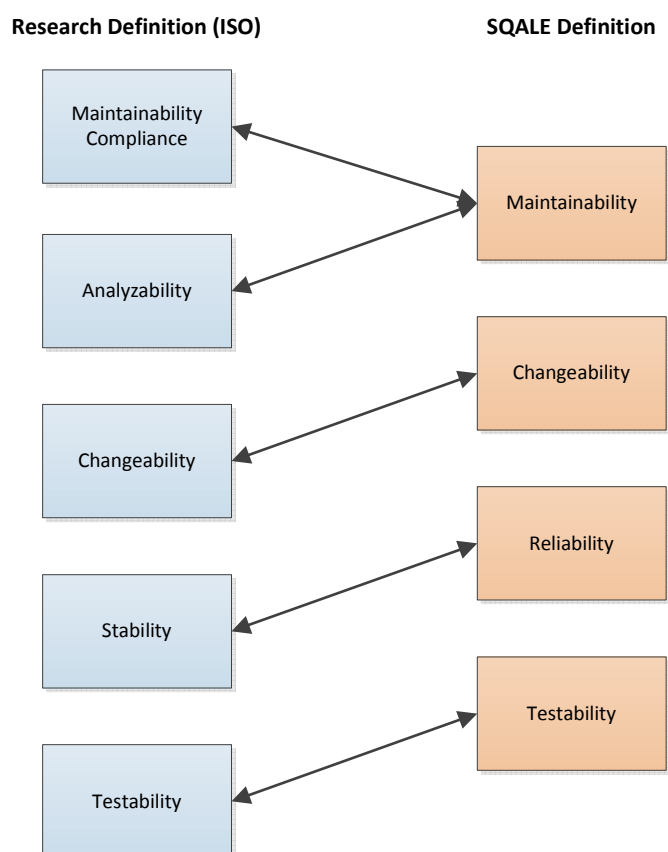 Research Definition (ISO)
SQALE Definition
Maintainability
Compliance
Maintainability
Analyzability
Changeability
Changeability
Reliability
Stability
Testability
Testability